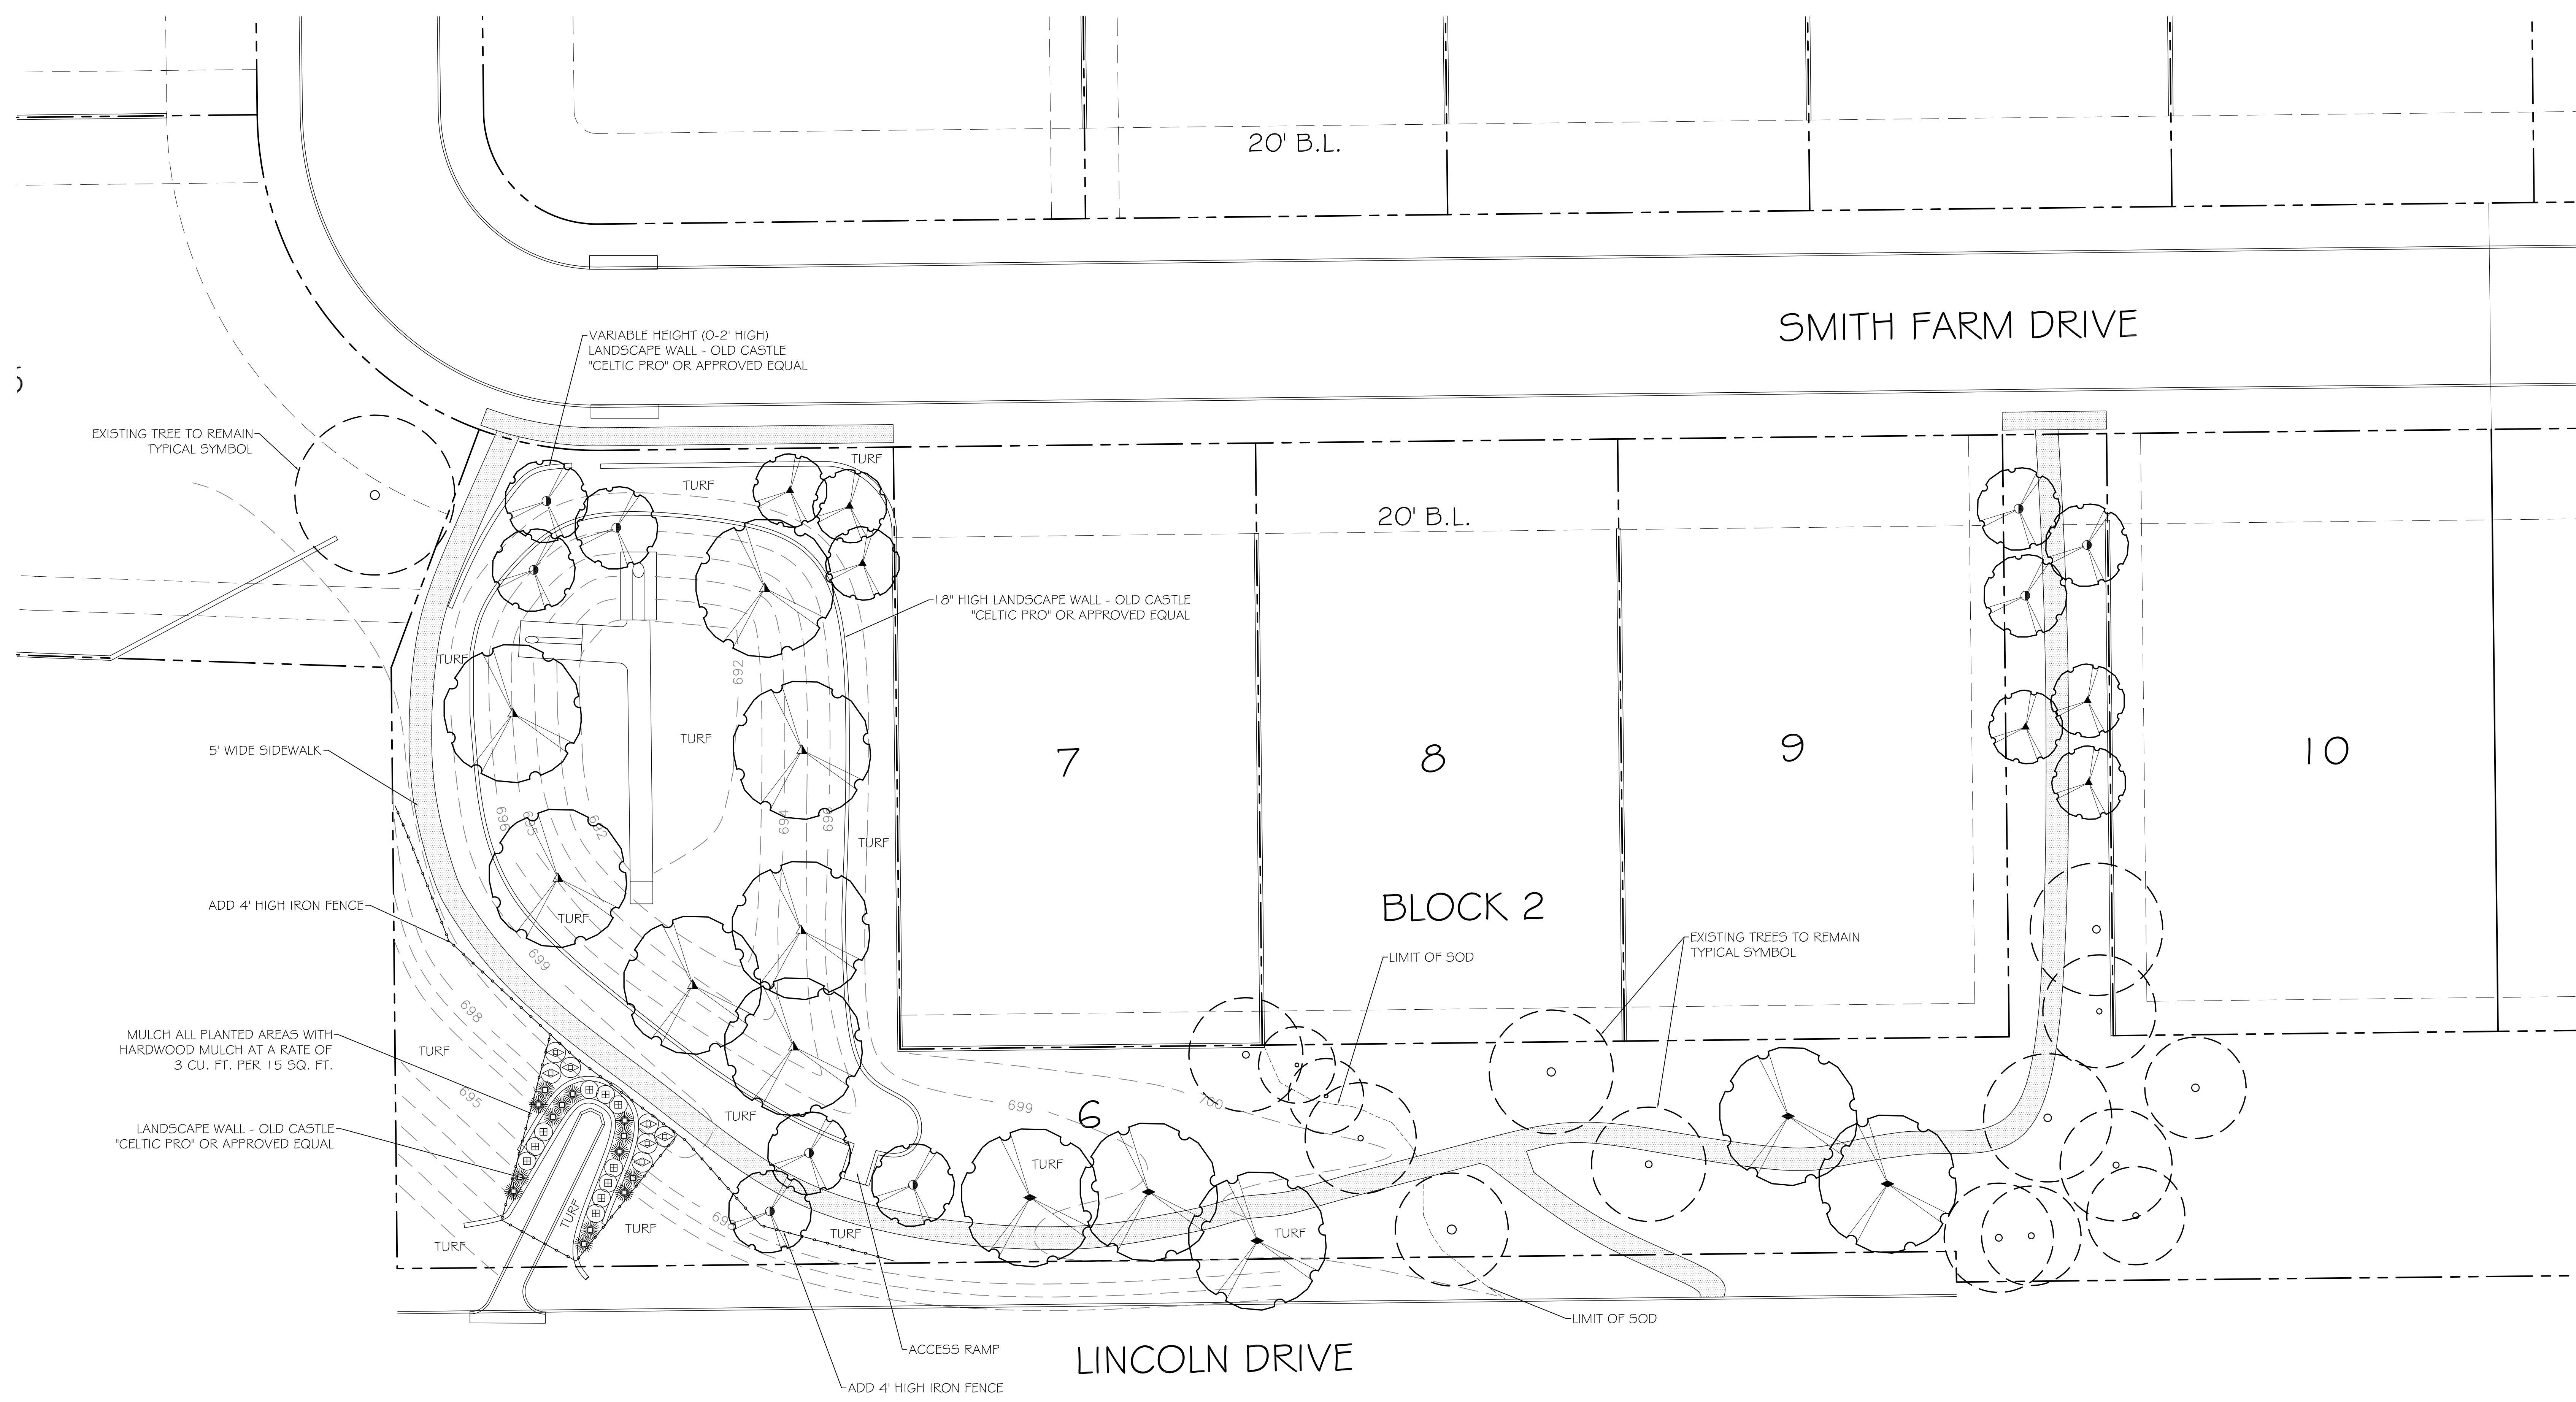 20' B.L.
SMITH FARM DRIVE
VARIABLE HEIGHT (0-2' HIGH)
LANDSCAPE WALL - OLD CASTLE
"CELTIC PRO" OR APPROVED EQUAL
EXISTING TREE TO REMAIN
TYPICAL SYMBOL
TURF
TURF
20' B.L.
18" HIGH LANDSCAPE WALL - OLD CASTLE
"CELTIC PRO" OR APPROVED EQUAL
TURF
692
TURF
5' WIDE SIDEWALK
7
8
9
10
696
695
692
694
TURF
ADD 4' HIGH IRON FENCE
TURF
BLOCK 2
699
LIMIT OF SOD
EXISTING TREES TO REMAIN
TYPICAL SYMBOL
698
MULCH ALL PLANTED AREAS WITH
HARDWOOD MULCH AT A RATE OF
3 CU. FT. PER 15 SQ. FT.
TURF
695
TURF
699
6
700
LANDSCAPE WALL - OLD CASTLE
"CELTIC PRO" OR APPROVED EQUAL
TURF
TURF
TURF
TURF
TURF
TURF
LIMIT OF SOD
ACCESS RAMP
LINCOLN DRIVE
ADD 4' HIGH IRON FENCE